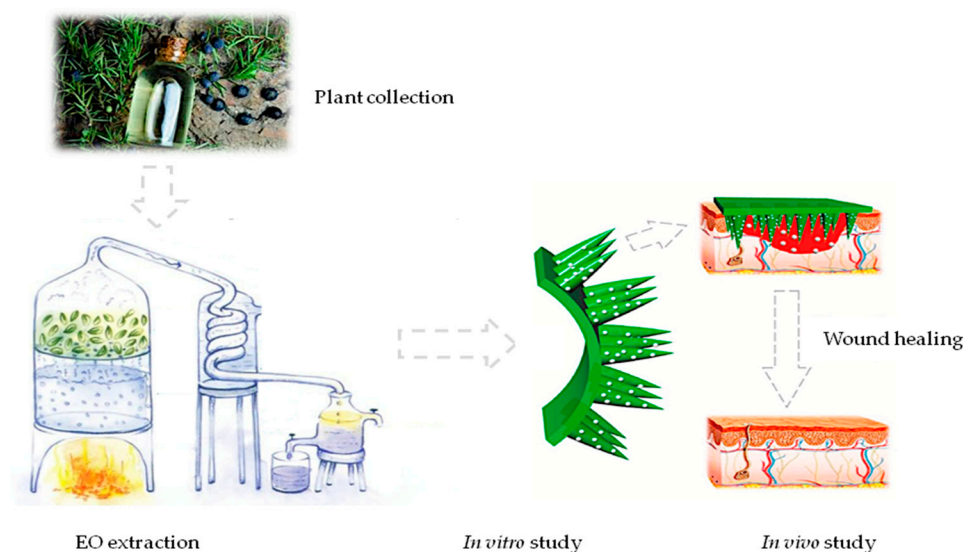 Plant collection
Wound healing
EO extraction
In vitro study
In vivo study